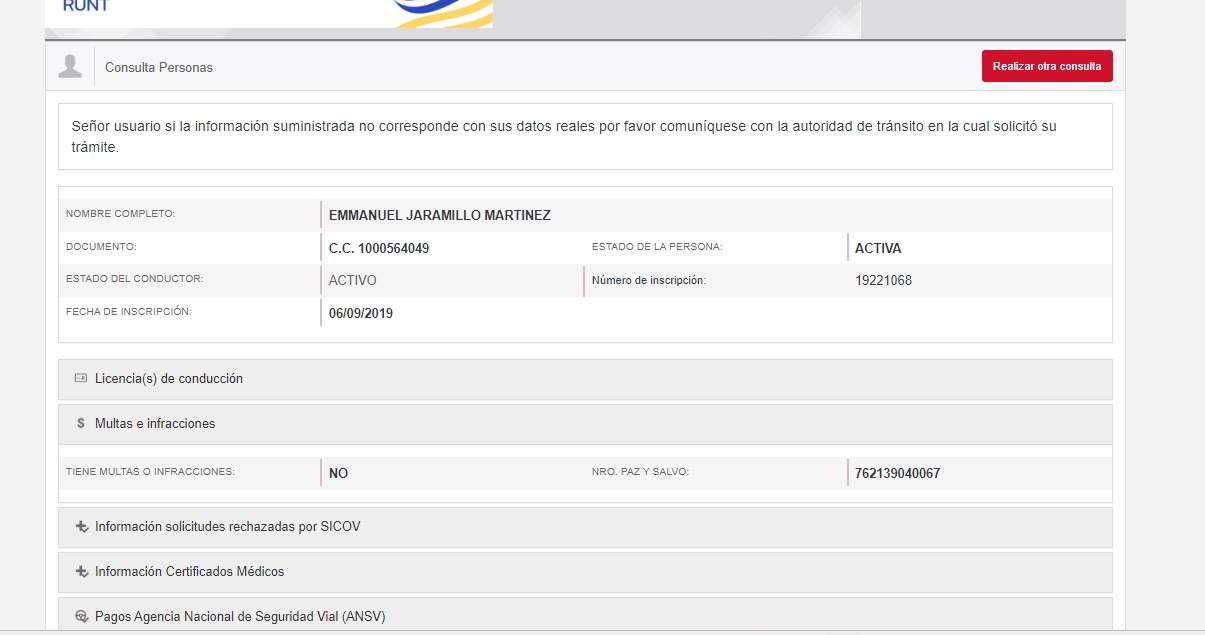 RUNT
Consulta Personas
Realizar otra consulta
Señor usuario si la información suministrada no corresponde con sus datos reales por favor comuníquese con la autoridad de tránsito en la cual solicitó su
trámite.
NOMBRE COMPLETO: EMMANUEL JARAMILLO MARTINEZ
DOCUMENTO: C.C. 1000564049 ESTADO DE LA PERSONA: ACTIVA
ESTADO DEL CONDUCTOR: ACTIVO Número de inscripción: 19221068
FECHA DE INSCRIPCIÓN: 06/09/2019
Licencia(s) de conducción
$ Multas e infracciones
TIENE MULTAS O INFRACCIONES: NO NRO. PAZ Y SALVO: 762139040067
Información solicitudes rechazadas por SICOV
Información Certificados Médicos
Pagos Agencia Nacional de Seguridad Vial (ANSV)